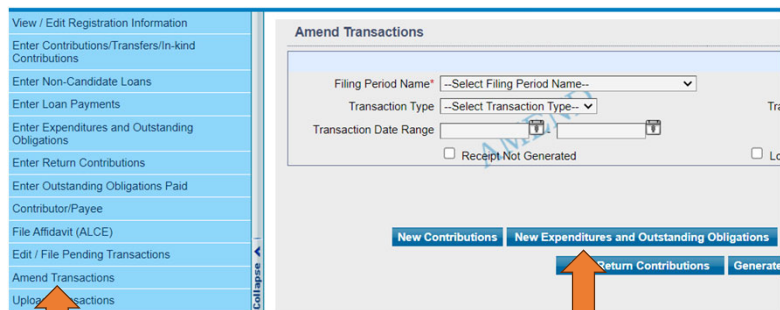 View / Edit Registration Information
Enter Contributions/Transfers/In-kind
Contributions
Enter Non-Candidate Loans
Enter Loan Payments
Enter Expenditures and Outstanding
Obligations
Enter Return Contributions
Enter Outstanding Obligations Paid
Contributor/Payee
File Affidavit (ALCE)
Edit / File Pending Transactions
Amend Transactions
Collapse
Amend Transactions
Filing Period Name* --Select Filing Period Name--
Transaction Type --Select Transaction Type--
Transaction Date Range -
AMEND
Receipt Not Generated
New Contributions New Expenditures and Outstanding Obligations
Return Contributions Generate